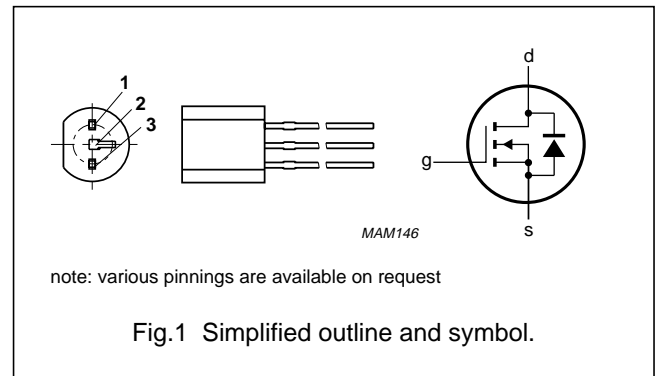 1
2
3
d
g
s
MAM146
note: various pinnings are available on request
Fig.1 Simplified outline and symbol.